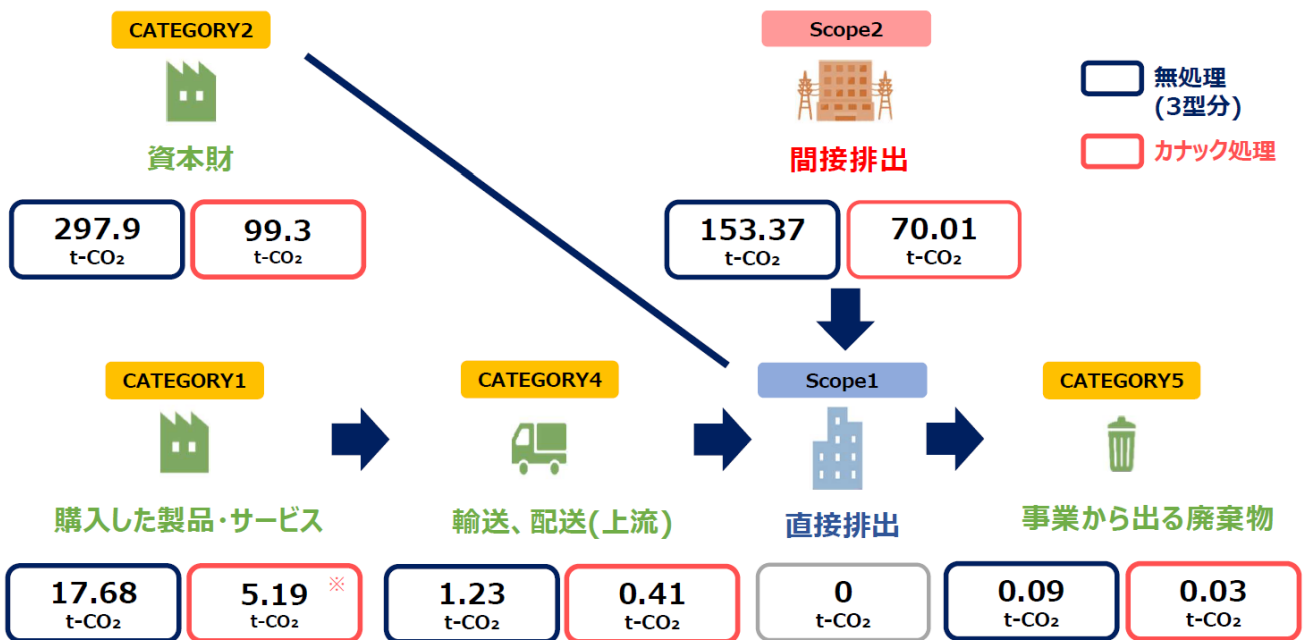 CATEGORY2
資本財
297.9
t-CO₂
99.3
t-CO₂
Scope2
間接排出
153.37
t-CO₂
70.01
t-CO₂
無処理
(3型分)
カナック処理
CATEGORY1
購入した製品・サービス
17.68
t-CO₂
5.19 ※
t-CO₂
CATEGORY4
輸送、配送(上流)
1.23
t-CO₂
0.41
t-CO₂
Scope1
直接排出
0
t-CO₂
CATEGORY5
事業から出る廃棄物
0.09
t-CO₂
0.03
t-CO₂